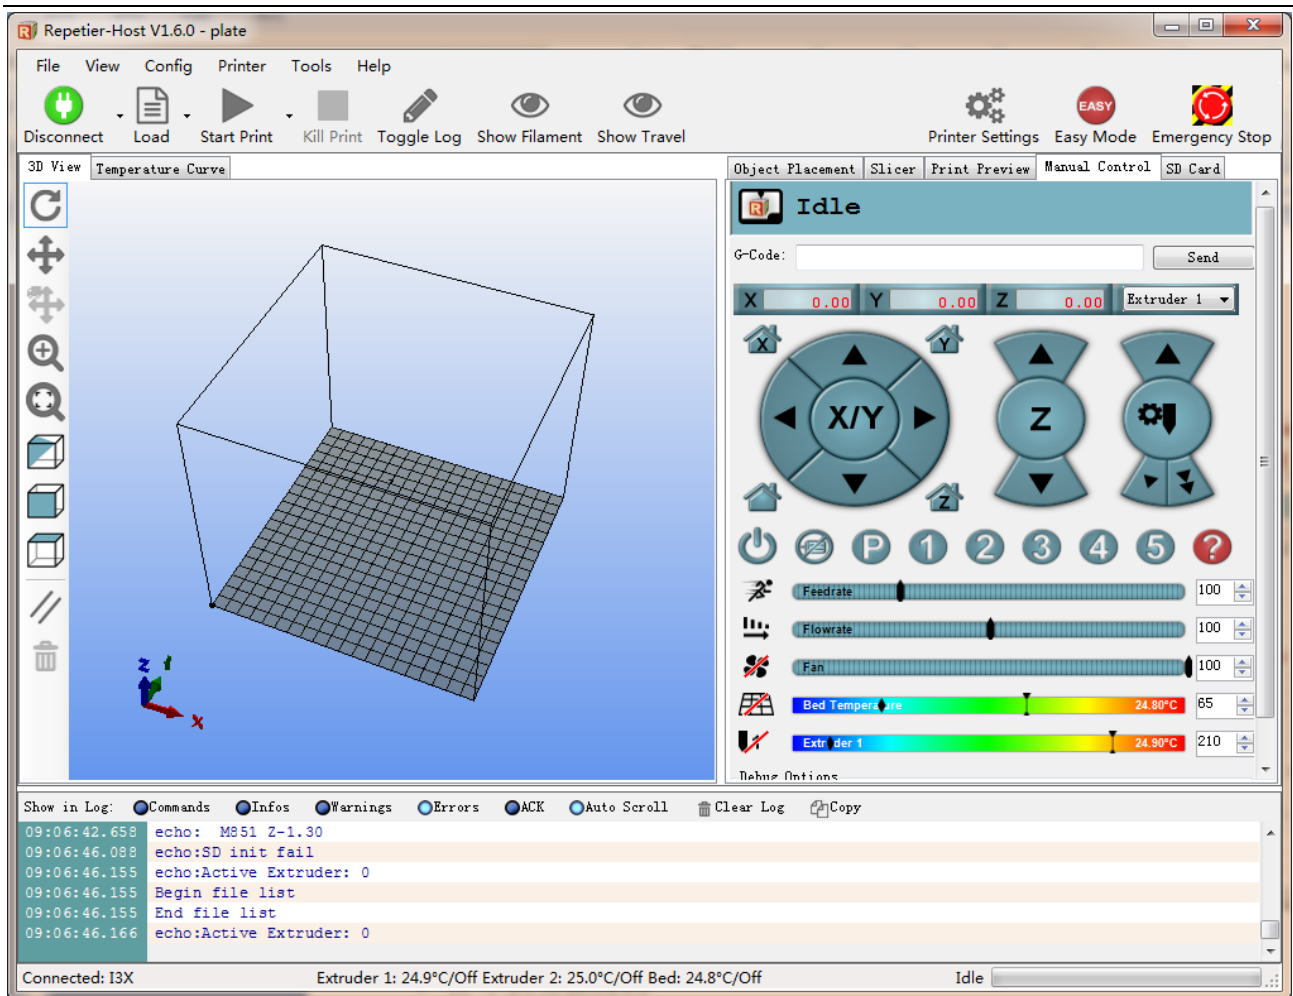 Repetier-Host V1.6.0 - plate
File View Config Printer Tools Help
Disconnect Load Start Print Kill Print Toggle Log Show Filament Show Travel Printer Settings EASY Easy Mode Emergency Stop
3D View Temperature Curve Object Placement Slicer Print Preview Manual Control SD Card
R Idle
G-Code: Send
X 0.00 Y 0.00 Z 0.00 Extruder 1
X Y
X/Y Z
Z
P 1 2 3 4 5 ?
Feedrate 100
Flowrate 100
Fan 100
Bed Temperature 24.80°C 65
1 Extruder 1 24.90°C 210
Debug Options
Z
X
Show in Log: Commands Infos Warnings Errors ACK Auto Scroll Clear Log Copy
09:06:42.658 echo: M851 Z-1.30
09:06:46.088 echo:SD init fail
09:06:46.155 echo:Active Extruder: 0
09:06:46.155 Begin file list
09:06:46.155 End file list
09:06:46.166 echo:Active Extruder: 0
Connected: I3X Extruder 1: 24.9°C/Off Extruder 2: 25.0°C/Off Bed: 24.8°C/Off Idle